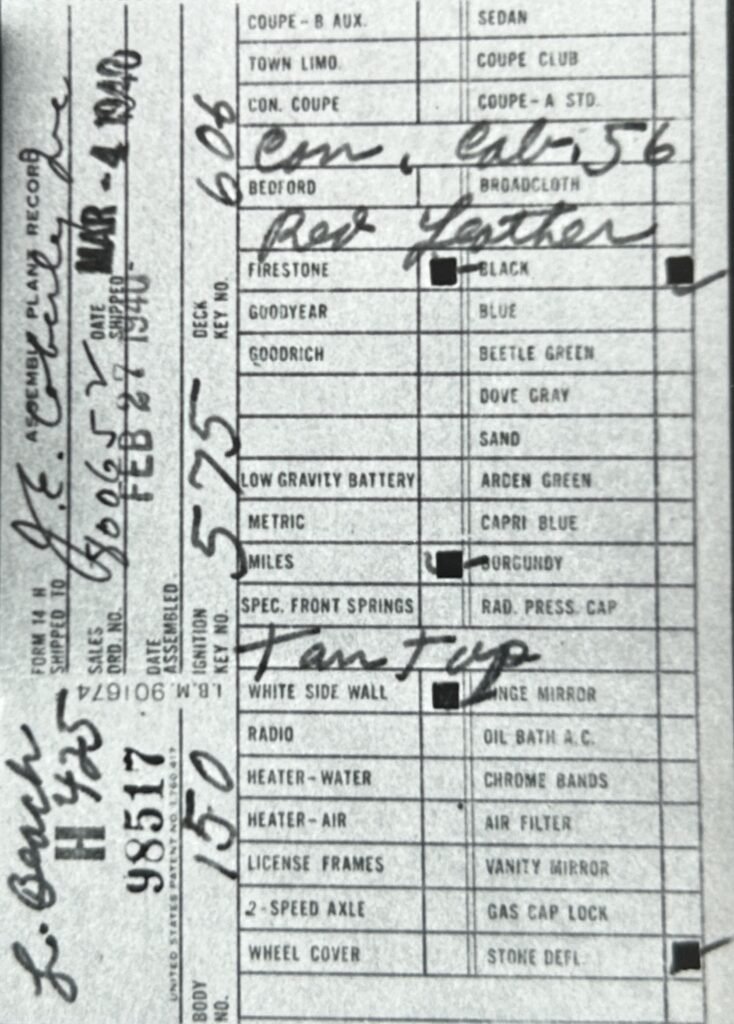 FORM 14 H ASSEMBLY PLANT RECORD
SHIPPED TO J.E. Coberly Inc
SALES ORD. NO. 80065 DATE SHIPPED MAR - 4 1940
DATE ASSEMBLED FEB 27 1940
IGNITION KEY NO. 575 DECK KEY NO. 606
L. Beach
H 425
98517
I.B.M. 901674
UNITED STATES PATENT NO. 1,760,417
BODY NO. 150
COUPE-B AUX. SEDAN
TOWN LIMO. COUPE CLUB
CON. COUPE COUPE-A STD.
Con. Cab. 56
BEDFORD BROADCLOTH
Red Leather
FIRESTONE BLACK
GOODYEAR BLUE
GOODRICH BEETLE GREEN
DOVE GRAY
SAND
LOW GRAVITY BATTERY ARDEN GREEN
METRIC CAPRI BLUE
MILES BURGUNDY
SPEC. FRONT SPRINGS RAD. PRESS. CAP
Tan Top
WHITE SIDE WALL HINGE MIRROR
RADIO OIL BATH A.C.
HEATER-WATER CHROME BANDS
HEATER-AIR AIR FILTER
LICENSE FRAMES VANITY MIRROR
2-SPEED AXLE GAS CAP LOCK
WHEEL COVER STONE DEFL.